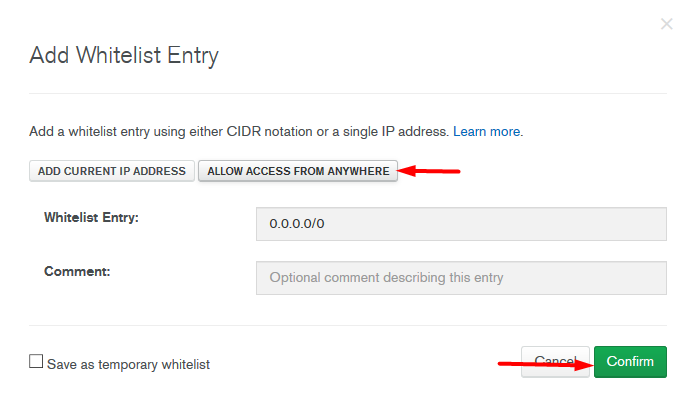 Add Whitelist Entry
Add a whitelist entry using either CIDR notation or a single IP address. Learn more.
ADD CURRENT IP ADDRESS ALLOW ACCESS FROM ANYWHERE
Whitelist Entry: 0.0.0.0/0
Comment: Optional comment describing this entry
Save as temporary whitelist Cancel Confirm